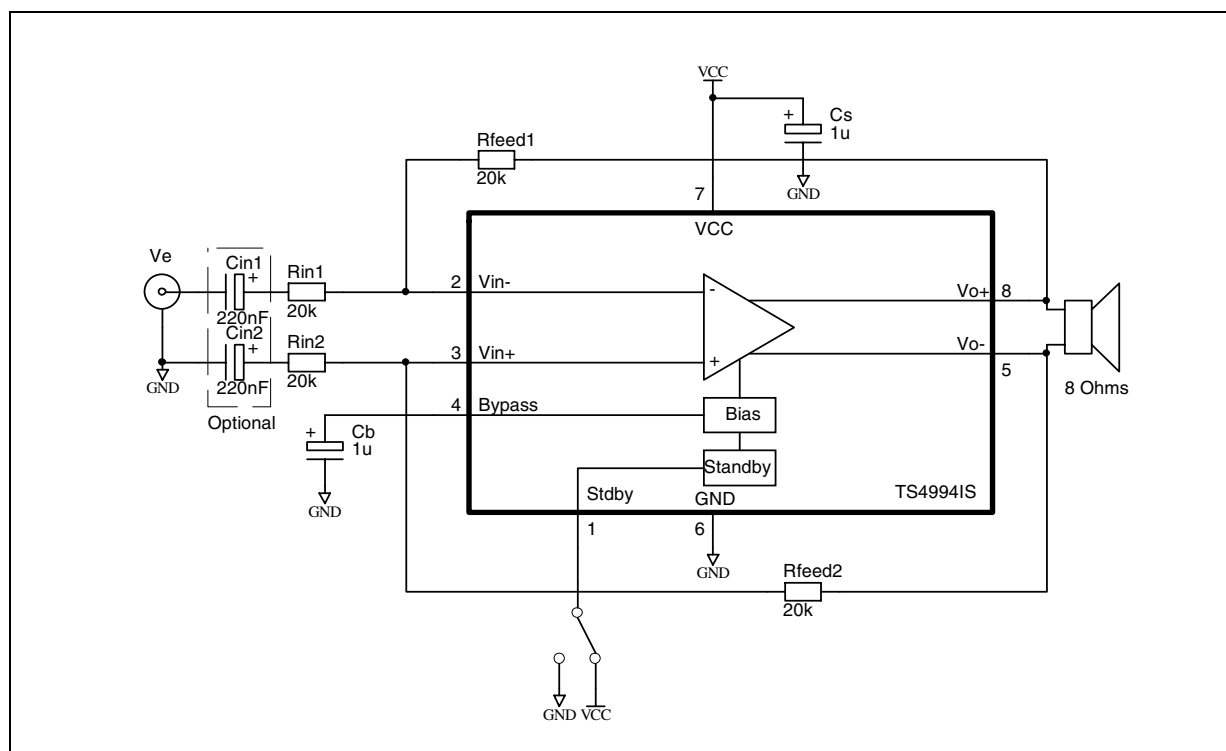 VCC
+
Cs
1u
GND
Rfeed1
20k
7
VCC
Ve
Cin1
+
220nF
Rin1
20k
2
Vin-
-
Vo+
8
GND
Cin2
+
220nF
Rin2
20k
3
Vin+
+
Vo-
5
8 Ohms
Optional
4
Bypass
Bias
+
Cb
1u
GND
Standby
Stdby
GND
TS4994IS
1
6
GND
Rfeed2
20k
GND
VCC